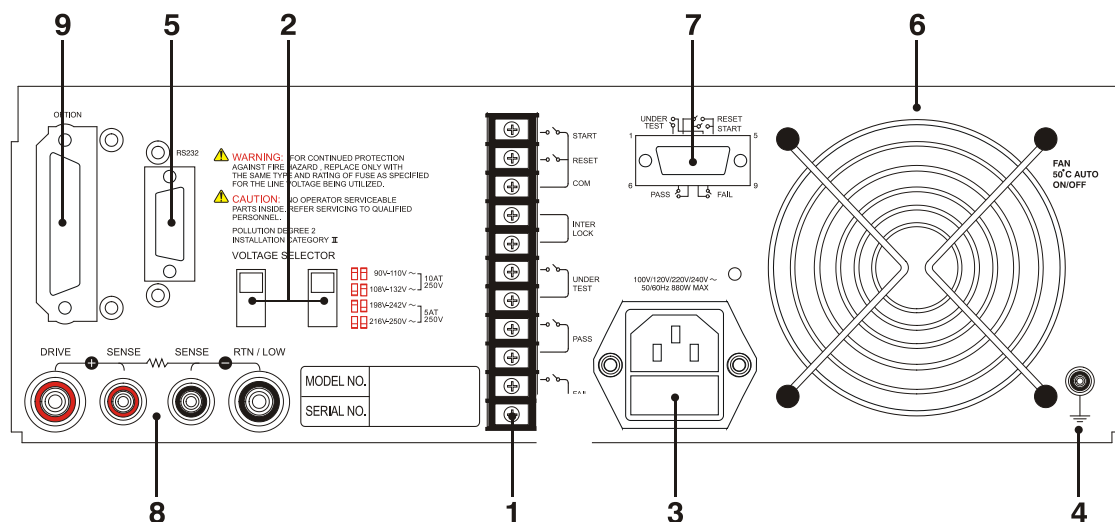 9
5
2
7
6
OPTION
RS232
WARNING: FOR CONTINUED PROTECTION
AGAINST FIRE HAZARD , REPLACE ONLY WITH
THE SAME TYPE AND RATING OF FUSE AS SPECIFIED
FOR THE LINE VOLTAGE BEING UTILIZED.
CAUTION: NO OPERATOR SERVICEABLE
PARTS INSIDE, REFER SERVICING TO QUALIFIED
PERSONNEL.
POLLUTION DEGREE 2
INSTALLATION CATEGORY II
VOLTAGE SELECTOR
90V-110V ~
108V-132V ~
10AT
250V
198V-242V ~
216V-250V ~
5AT
250V
DRIVE + SENSE SENSE - RTN / LOW
MODEL NO.
SERIAL NO.
START
RESET
COM
INTER
LOCK
UNDER
TEST
PASS
FAIL
UNDER
TEST
RESET
START
1
5
6
9
PASS
FAIL
100V/120V/220V/240V ~
50/60Hz 880W MAX
FAN
50°C AUTO
ON/OFF
8
1
3
4